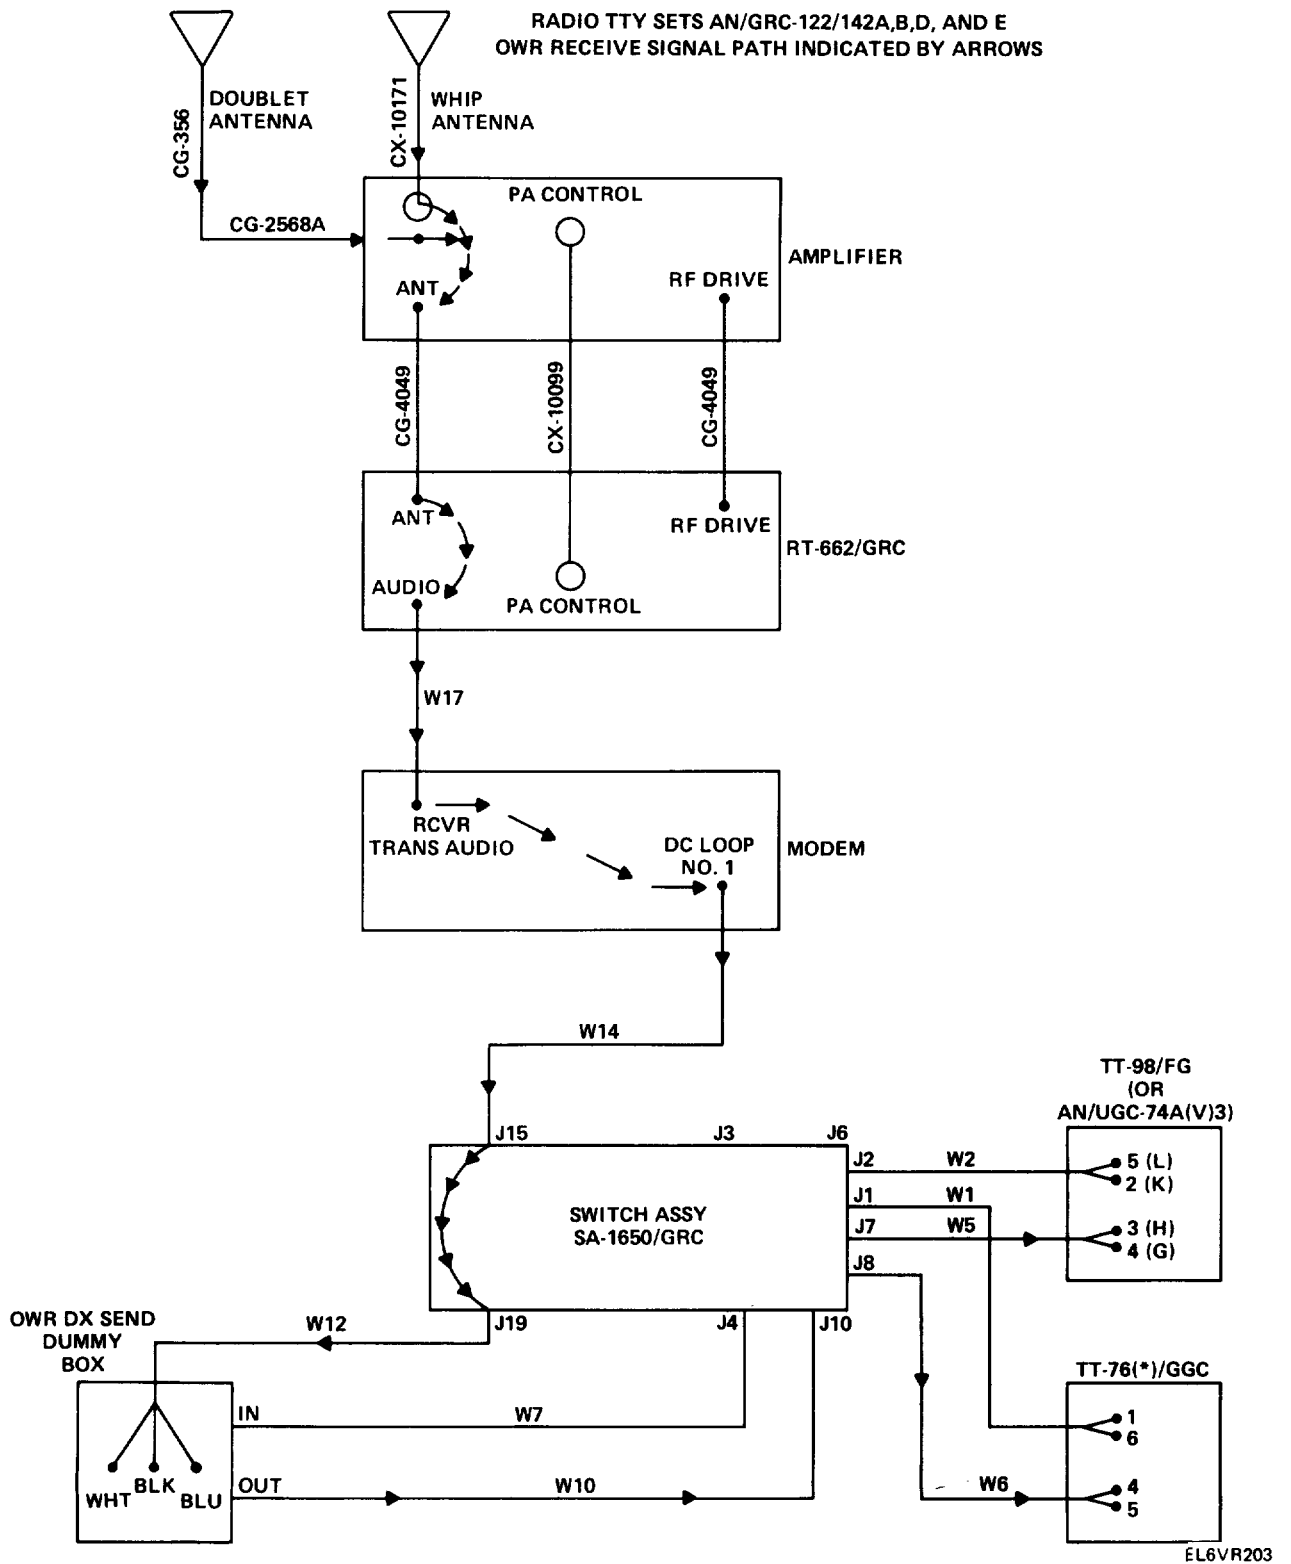 RADIO TTY SETS AN/GRC-122/142A,B,D, AND E
OWR RECEIVE SIGNAL PATH INDICATED BY ARROWS
DOUBLET
ANTENNA
CG-356
WHIP
ANTENNA
CX-10171
CG-2568A
PA CONTROL
ANT
RF DRIVE
AMPLIFIER
CG-4049
CX-10099
CG-4049
ANT
RF DRIVE
RT-662/GRC
AUDIO
PA CONTROL
W17
RCVR
TRANS AUDIO
DC LOOP
NO. 1
MODEM
W14
J15
J3
J6
J2
W2
J1
W1
J7
W5
J8
SWITCH ASSY
SA-1650/GRC
J19
J4
J10
TT-98/FG
(OR
AN/UGC-74A(V)3)
5 (L)
2 (K)
3 (H)
4 (G)
OWR DX SEND
DUMMY
BOX
W12
IN
W7
WHT
BLK
BLU
OUT
W10
TT-76(*)/GGC
1
6
W6
4
5
EL6VR203